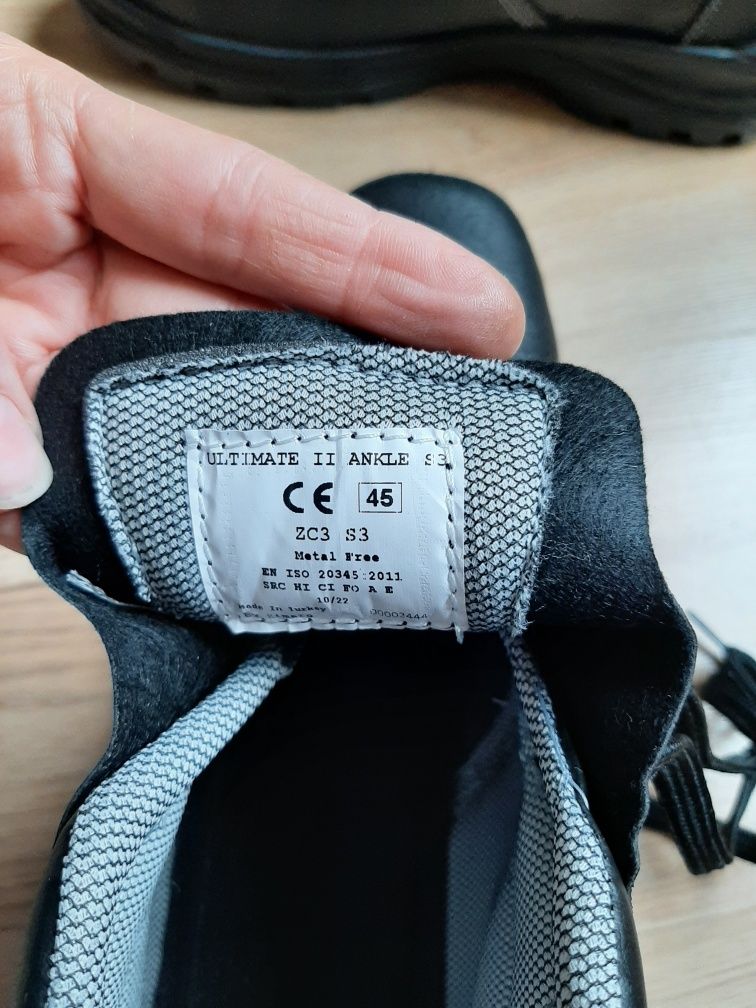 ULTIMATE II ANKLE S3
CE 45
ZC3 S3
Metal Free
EN ISO 20345:2011
SRC HI CI FO A E
10/22
Made In Turkey 00003444